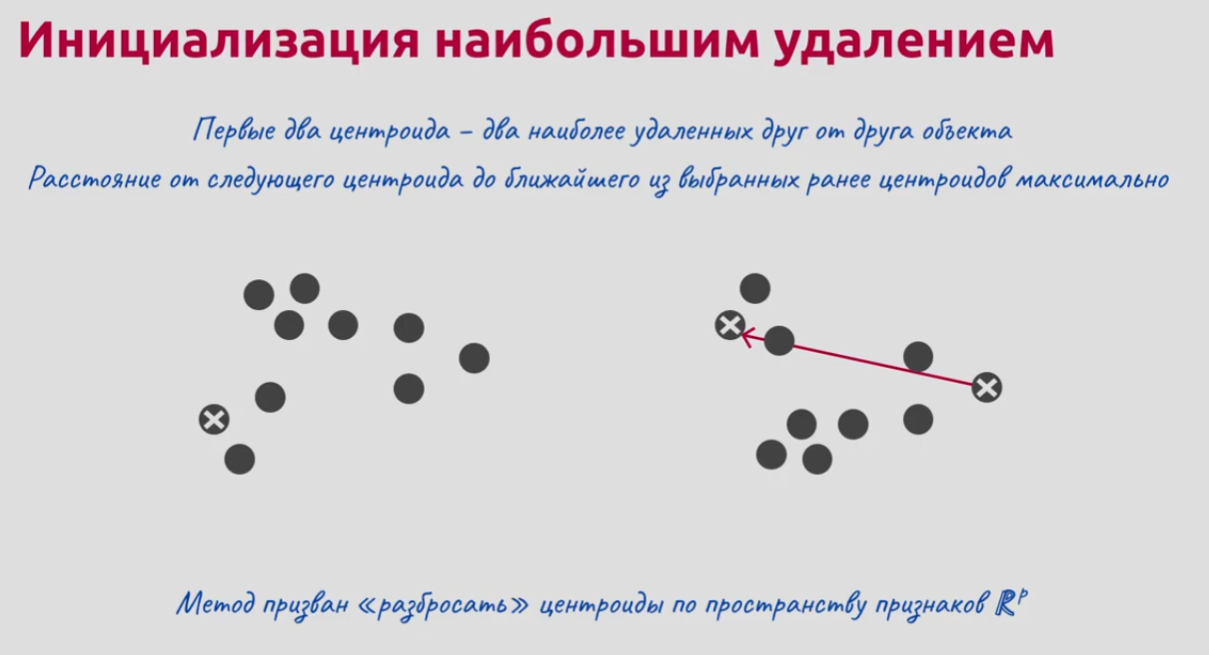 Инициализация наибольшим удалением
Первые два центроида – два наиболее удаленных друг от друга объекта
Расстояние от следующего центроида до ближайшего из выбранных ранее центроидов максимально
Метод призван «разбросать» центроиды по пространству признаков ℝᵖ